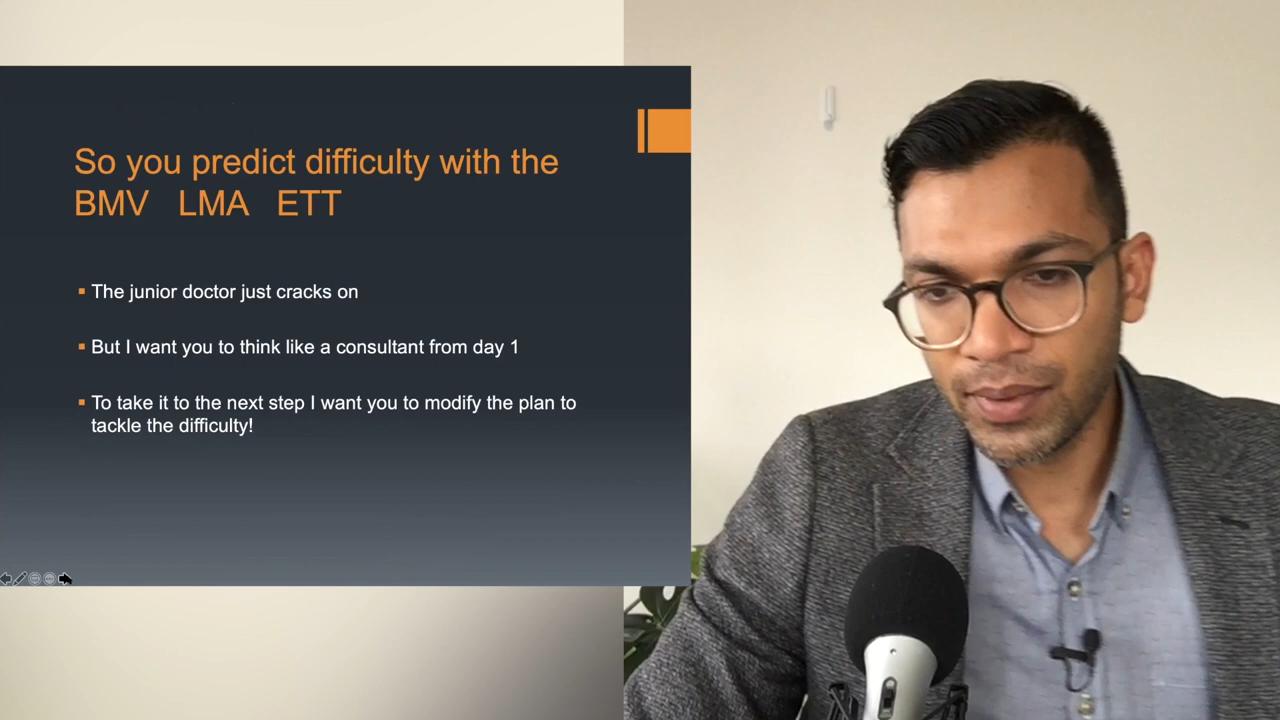 So you predict difficulty with the
BMV LMA ETT
The junior doctor just cracks on
But I want you to think like a consultant from day 1
To take it to the next step I want you to modify the plan to
tackle the difficulty!